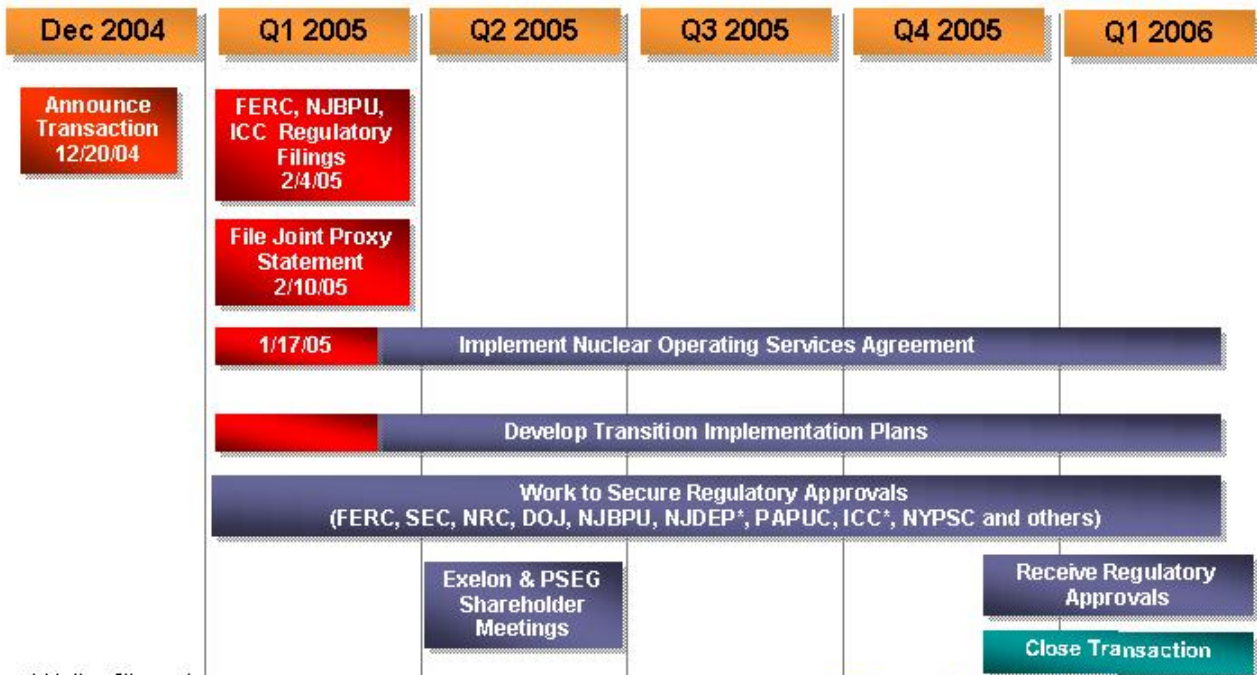 Dec 2004
Q1 2005
Q2 2005
Q3 2005
Q4 2005
Q1 2006
Announce
Transaction
12/20/04
FERC, NJBPU,
ICC Regulatory
Filings
2/4/05
File Joint Proxy
Statement
2/10/05
1/17/05
Implement Nuclear Operating Services Agreement
Develop Transition Implementation Plans
Work to Secure Regulatory Approvals
(FERC, SEC, NRC, DOJ, NJBPU, NJDEP*, PAPUC, ICC*, NYPSC and others)
Exelon & PSEG
Shareholder
Meetings
Receive Regulatory
Approvals
Close Transaction